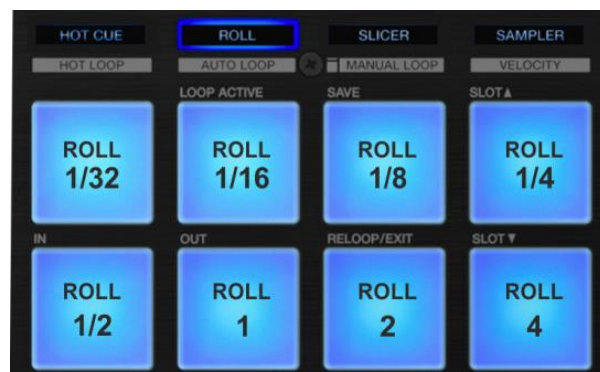 HOT CUE ROLL SLICER SAMPLER
HOT LOOP AUTO LOOP MANUAL LOOP VELOCITY
LOOP ACTIVE SAVE SLOT▲
ROLL ROLL ROLL ROLL
1/32 1/16 1/8 1/4
IN OUT RELOOP/EXIT SLOT▼
ROLL ROLL ROLL ROLL
1/2 1 2 4